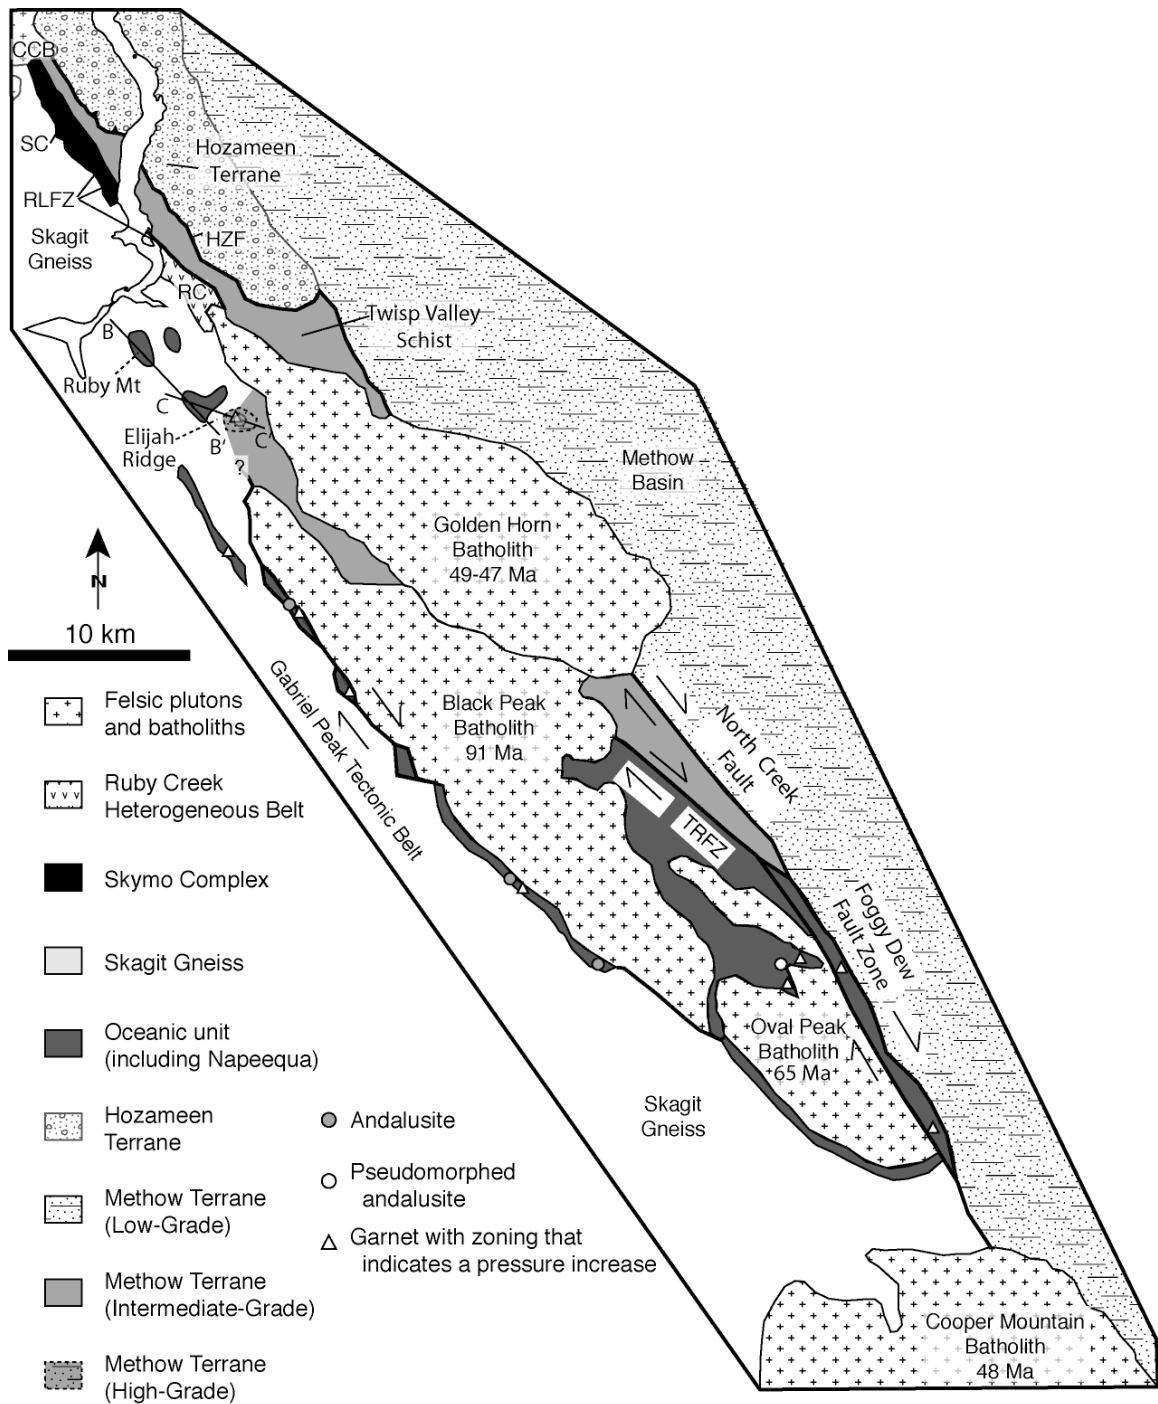 CCB
SC
Hozameen
Terrane
RLFZ
Skagit
Gneiss
HZF
RC
Twisp Valley
Schist
B
Ruby Mt
C
Elijah
Ridge
B'
C'
?
Methow
Basin
Golden Horn
Batholith
49-47 Ma
N
10 km
Gabriel Peak Tectonic Belt
Black Peak
Batholith
91 Ma
North Creek
Fault
TRFZ
Foggy Dew
Fault Zone
Oval Peak
Batholith
65 Ma
Skagit
Gneiss
Cooper Mountain
Batholith
48 Ma
Felsic plutons
and batholiths
Ruby Creek
Heterogeneous Belt
Skymo Complex
Skagit Gneiss
Oceanic unit
(including Napeequa)
Hozameen
Terrane
Methow Terrane
(Low-Grade)
Methow Terrane
(Intermediate-Grade)
Methow Terrane
(High-Grade)
Andalusite
Pseudomorphed
andalusite
Garnet with zoning that
indicates a pressure increase